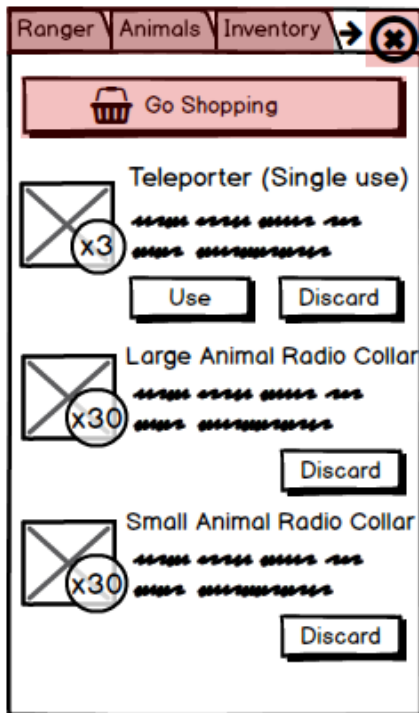 Ranger Animals Inventory
Go Shopping
Teleporter (Single use)
x3
Use Discard
Large Animal Radio Collar
x30
Discard
Small Animal Radio Collar
x30
Discard